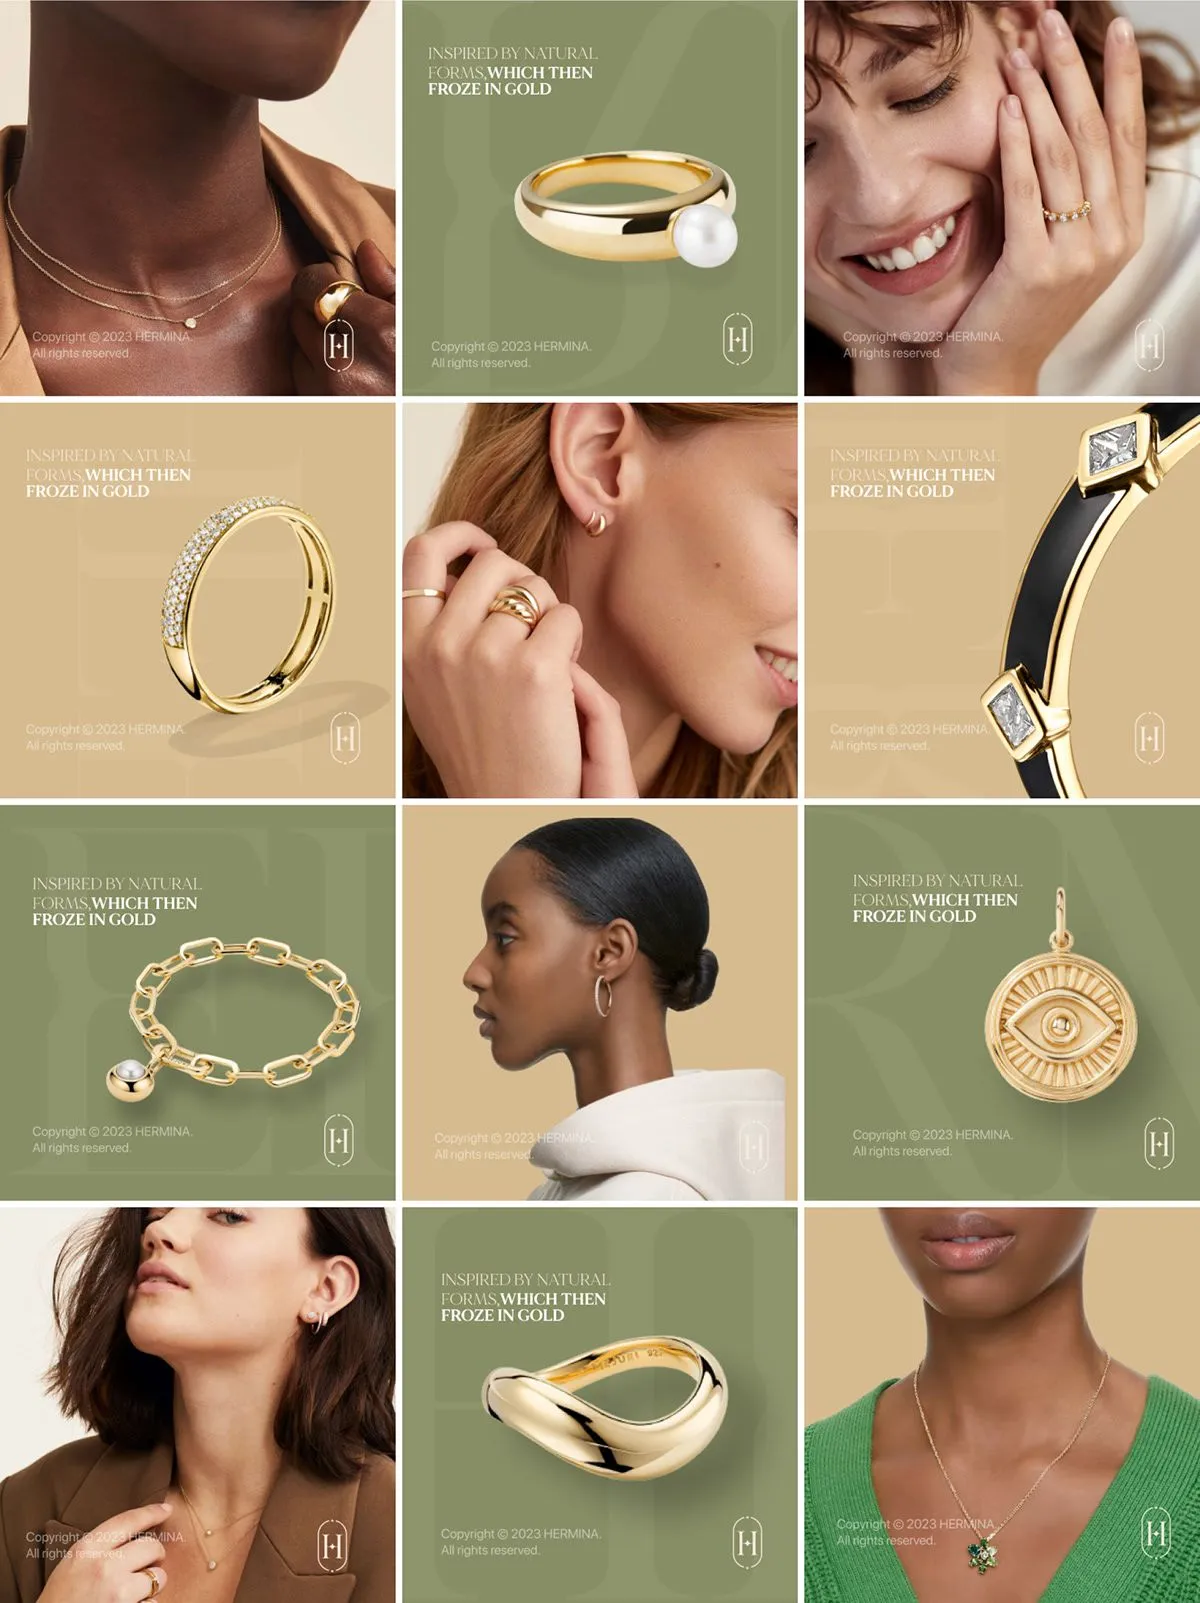 Copyright © 2023 HERMINA.
All rights reserved.
H
INSPIRED BY NATURAL
FORMS,WHICH THEN
FROZE IN GOLD
Copyright © 2023 HERMINA.
All rights reserved.
H
Copyright © 2023 HERMINA.
All rights reserved.
H
INSPIRED BY NATURAL
FORMS,WHICH THEN
FROZE IN GOLD
Copyright © 2023 HERMINA.
All rights reserved.
H
INSPIRED BY NATURAL
FORMS,WHICH THEN
FROZE IN GOLD
Copyright © 2023 HERMINA.
All rights reserved.
H
INSPIRED BY NATURAL
FORMS,WHICH THEN
FROZE IN GOLD
Copyright © 2023 HERMINA.
All rights reserved.
H
Copyright © 2023 HERMINA.
All rights reserved.
H
INSPIRED BY NATURAL
FORMS,WHICH THEN
FROZE IN GOLD
Copyright © 2023 HERMINA.
All rights reserved.
H
Copyright © 2023 HERMINA.
All rights reserved.
H
INSPIRED BY NATURAL
FORMS,WHICH THEN
FROZE IN GOLD
MEJURI 925
Copyright © 2023 HERMINA.
All rights reserved.
H
Copyright © 2023 HERMINA.
All rights reserved.
H